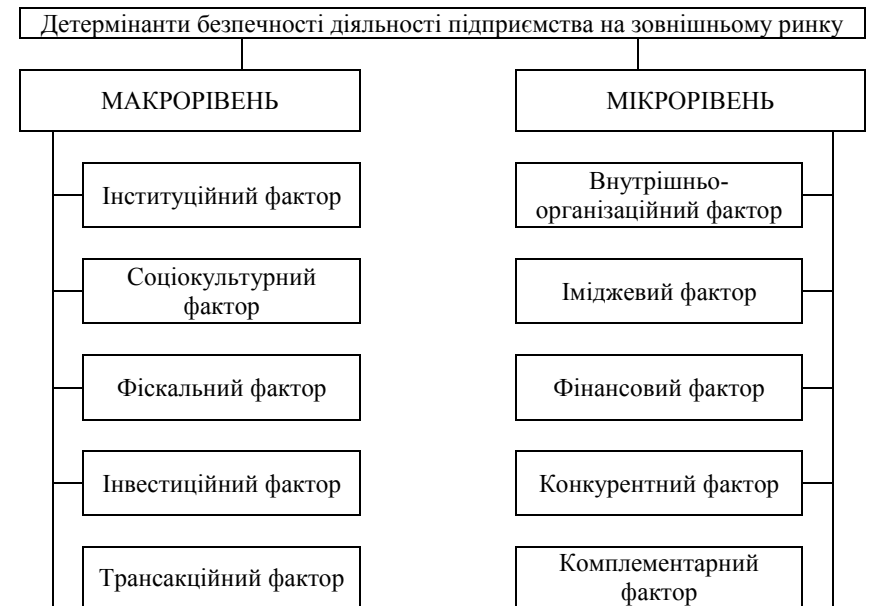 Детермінанти безпечності діяльності підприємства на зовнішньому ринку
МАКРОРІВЕНЬ
МІКРОРІВЕНЬ
Інституційний фактор
Внутрішньо-
організаційний фактор
Соціокультурний
фактор
Іміджевий фактор
Фіскальний фактор
Фінансовий фактор
Інвестиційний фактор
Конкурентний фактор
Трансакційний фактор
Комплементарний
фактор